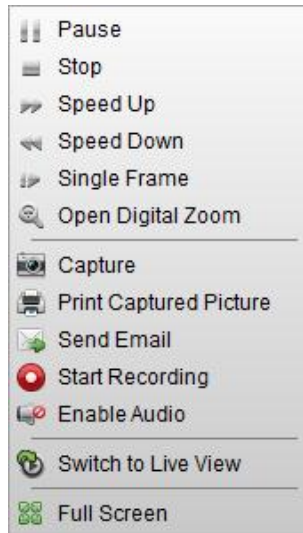 Pause
Stop
Speed Up
Speed Down
Single Frame
Open Digital Zoom
Capture
Print Captured Picture
Send Email
Start Recording
Enable Audio
Switch to Live View
Full Screen